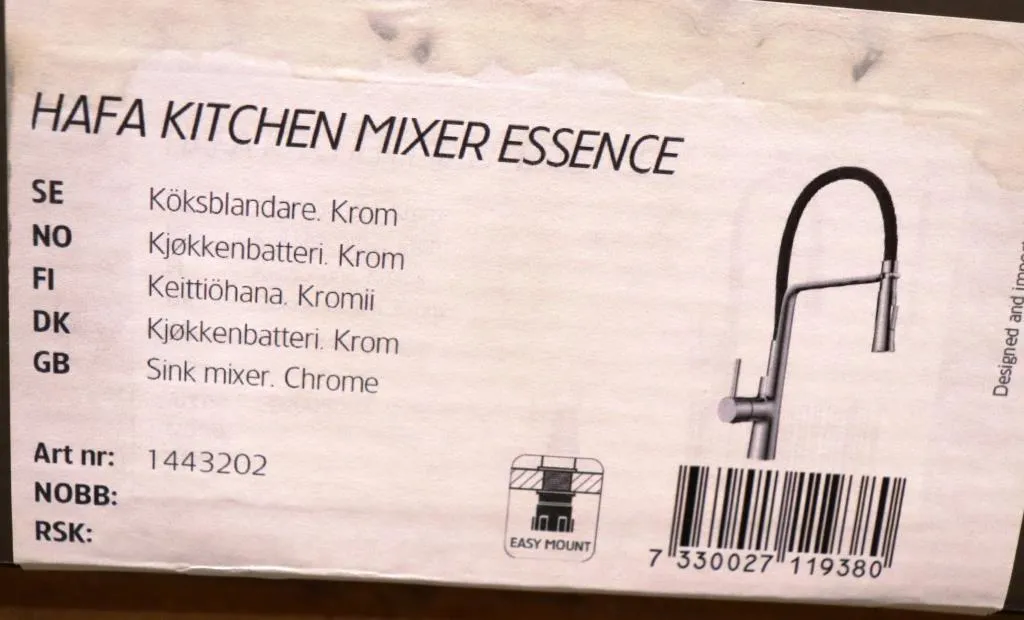 HAFA KITCHEN MIXER ESSENCE
SE Köksblandare. Krom
NO Kjøkkenbatteri. Krom
FI Keittiöhana. Kromii
DK Kjøkkenbatteri. Krom
GB Sink mixer. Chrome
Art nr: 1443202
NOBB:
RSK:
EASY MOUNT
7 330027 119380
Designed and